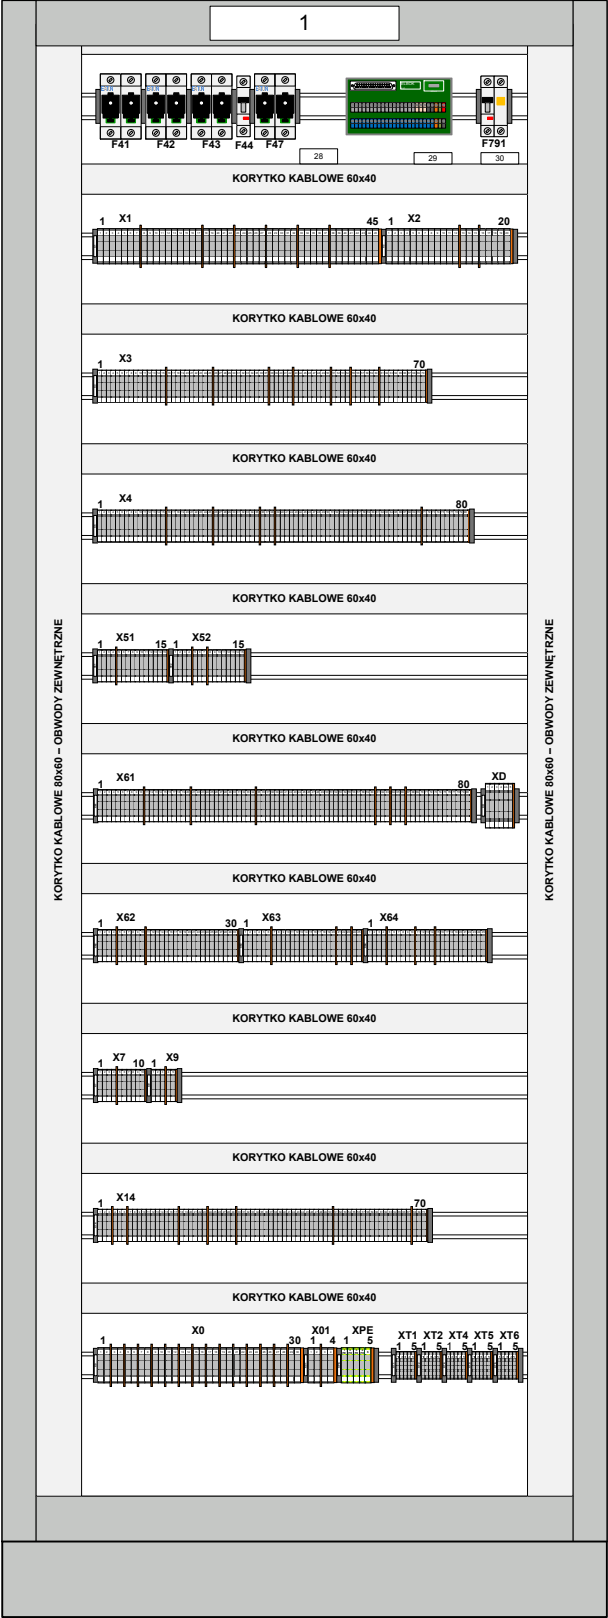 1
F41 F42 F43 F44 F47 F791
28 29 30
KORYTKO KABLOWE 60x40
1 X1 45 1 X2 20
KORYTKO KABLOWE 60x40
1 X3 70
KORYTKO KABLOWE 60x40
1 X4 80
KORYTKO KABLOWE 60x40
KORYTKO KABLOWE 80x60 – OBWODY ZEWNĘTRZNE
KORYTKO KABLOWE 80x60 – OBWODY ZEWNĘTRZNE
1 X51 15 1 X52 15
KORYTKO KABLOWE 60x40
1 X61 80 XD
KORYTKO KABLOWE 60x40
1 X62 30 1 X63 1 X64
KORYTKO KABLOWE 60x40
1 X7 10 1 X9
KORYTKO KABLOWE 60x40
1 X14 70
KORYTKO KABLOWE 60x40
X0 X01 XPE XT1 XT2 XT4 XT5 XT6
1 30 1 4 1 5 1 5 1 5 1 5 1 5 1 5